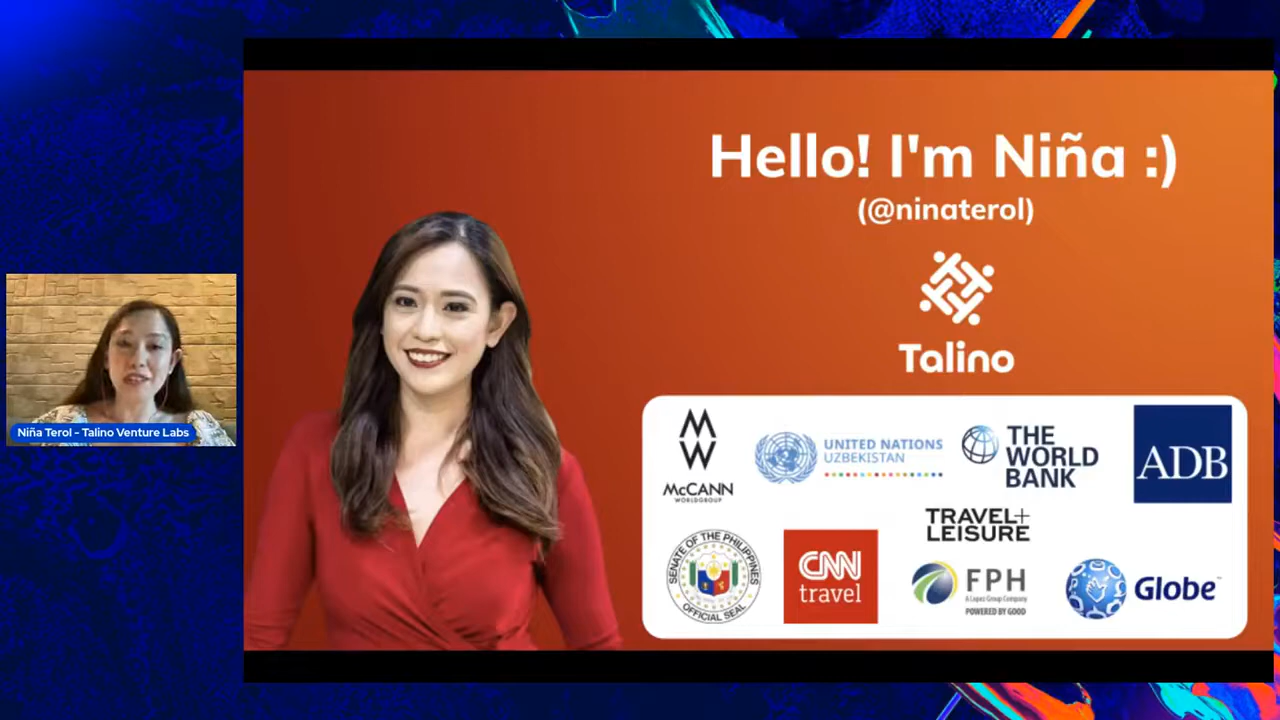 Hello! I'm Niña :)
(@ninaterol)
Talino
McCANN
WORLDGROUP
UNITED NATIONS
UZBEKISTAN
THE
WORLD
BANK
ADB
SENATE OF THE PHILIPPINES
OFFICIAL SEAL
CNN
travel
TRAVEL+
LEISURE
FPH
A Lopez Group Company
POWERED BY GOOD
Globe
Niña Terol - Talino Venture Labs